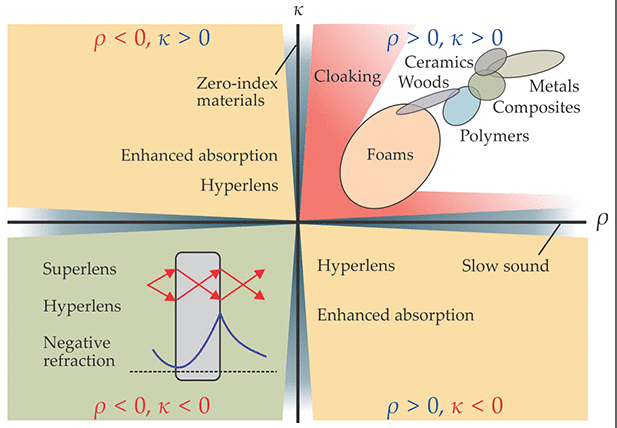 κ
ρ < 0, κ > 0
ρ > 0, κ > 0
Zero-index
materials
Enhanced absorption
Hyperlens
Cloaking
Ceramics
Woods
Metals
Composites
Polymers
Foams
ρ
Superlens
Hyperlens
Negative
refraction
Hyperlens
Slow sound
Enhanced absorption
ρ < 0, κ < 0
ρ > 0, κ < 0